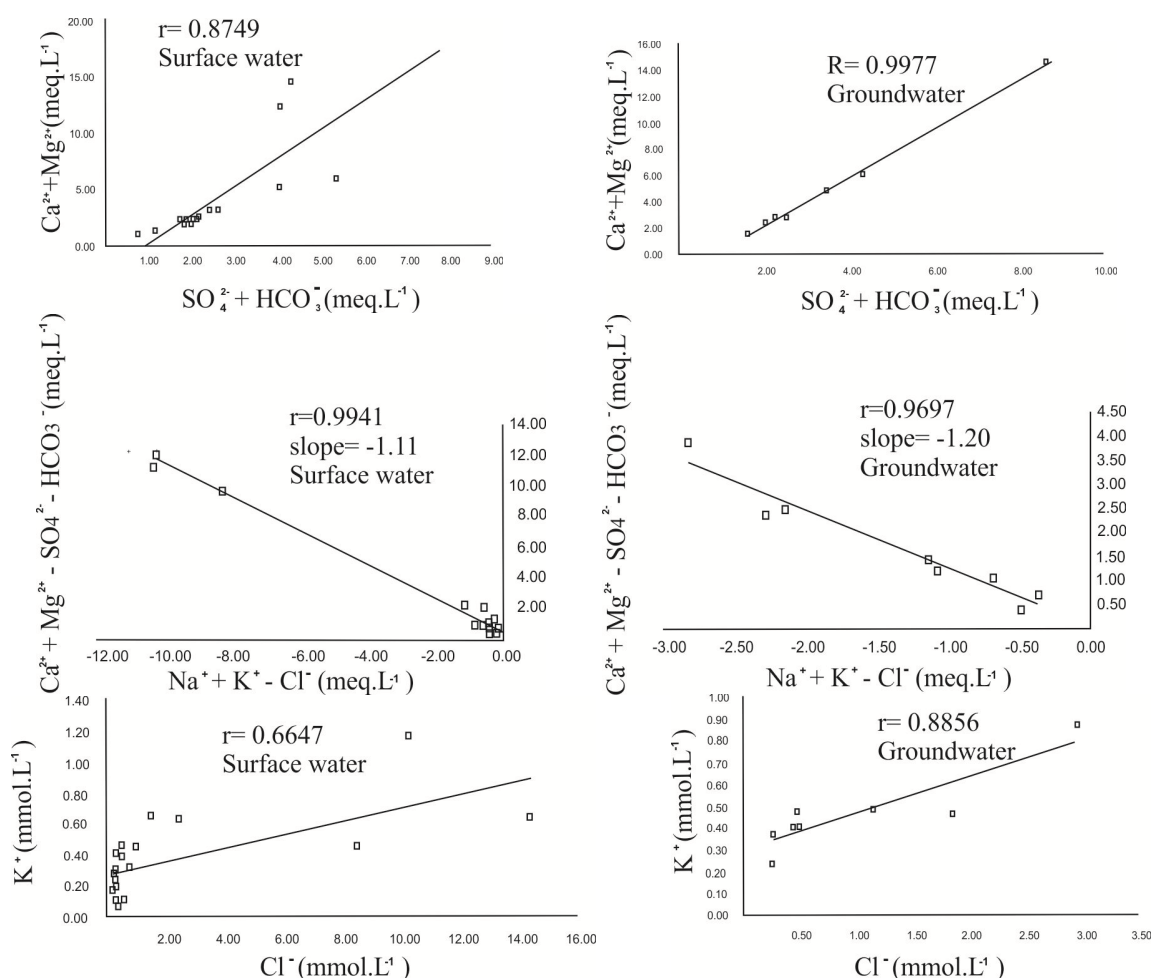 r= 0.8749
Surface water
Ca²⁺+Mg²⁺(meq.L⁻¹)
20.00
15.00
10.00
5.00
0.00
1.00 2.00 3.00 4.00 5.00 6.00 7.00 8.00 9.00
SO₄²⁻ + HCO₃⁻(meq.L⁻¹)
R= 0.9977
Groundwater
Ca²⁺+Mg²⁺(meq.L⁻¹)
16.00
14.00
12.00
10.00
8.00
6.00
4.00
2.00
0.00
2.00 4.00 6.00 8.00 10.00
SO₄²⁻ + HCO₃⁻(meq.L⁻¹)
r=0.9941
slope= -1.11
Surface water
Ca²⁺+ Mg²⁺ - SO4²⁻ - HCO3⁻(meq.L⁻¹)
14.00
12.00
10.00
8.00
6.00
4.00
2.00
-12.00 -10.00 -8.00 -6.00 -4.00 -2.00 0.00
Na⁺+ K⁺- Cl⁻ (meq.L⁻¹)
r=0.9697
slope= -1.20
Groundwater
Ca²⁺+ Mg²⁺ - SO4²⁻ - HCO3⁻(meq.L⁻¹)
4.50
4.00
3.50
3.00
2.50
2.00
1.50
1.00
0.50
-3.00 -2.50 -2.00 -1.50 -1.00 -0.50 0.00
Na⁺+ K⁺- Cl⁻ (meq.L⁻¹)
r= 0.6647
Surface water
K⁺(mmol.L⁻¹)
1.40
1.20
1.00
0.80
0.60
0.40
0.20
0.00
2.00 4.00 6.00 8.00 10.00 12.00 14.00 16.00
Cl⁻(mmol.L⁻¹)
r= 0.8856
Groundwater
K⁺(mmol.L⁻¹)
1.00
0.90
0.80
0.70
0.60
0.50
0.40
0.30
0.20
0.10
0.00
0.50 1.00 1.50 2.00 2.50 3.00 3.50
Cl⁻(mmol.L⁻¹)